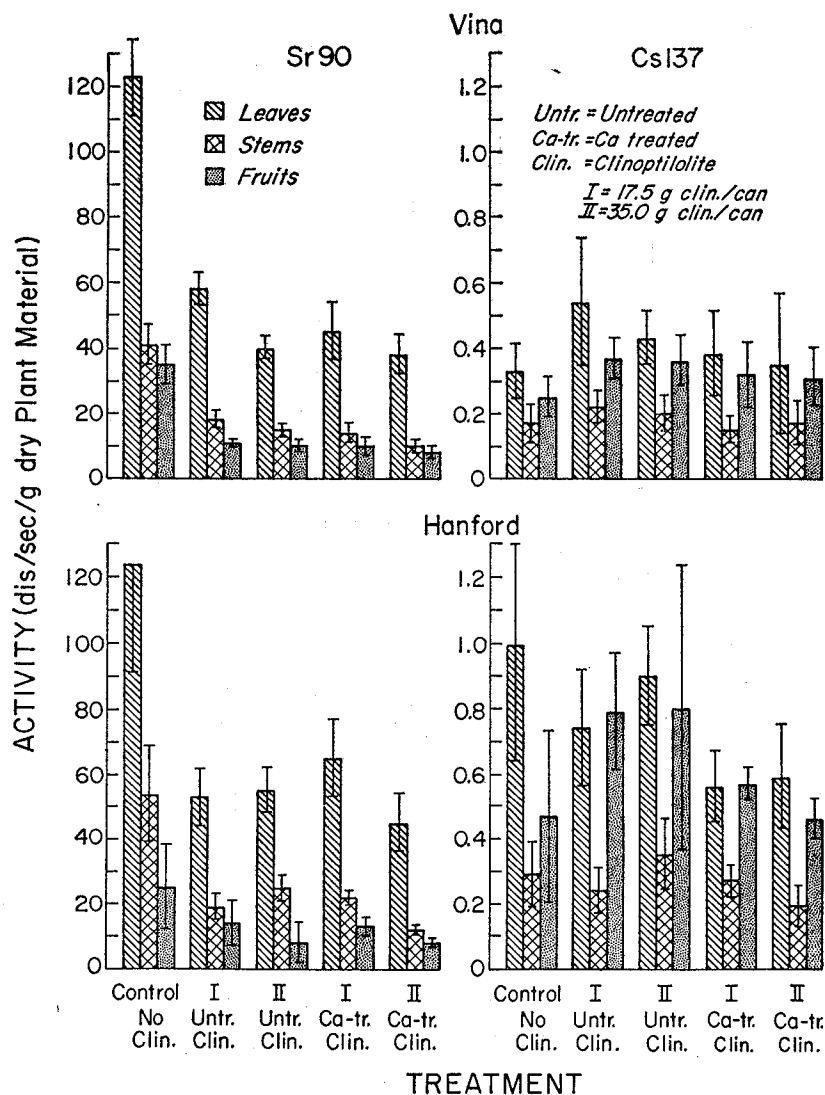 Vina
Sr 90
Cs137
120
100
80
60
40
20
0
Leaves
Stems
Fruits
1.2
1.0
0.8
0.6
0.4
0.2
0
Untr. = Untreated
Ca-tr. = Ca treated
Clin. = Clinoptilolite
I = 17.5 g clin./can
II = 35.0 g clin./can
ACTIVITY (dis/sec/g dry Plant Material)
Hanford
120
100
80
60
40
20
0
1.2
1.0
0.8
0.6
0.4
0.2
0
Control I II I II
No Untr. Untr. Ca-tr. Ca-tr.
Clin. Clin. Clin. Clin. Clin.
Control I II I II
No Untr. Untr. Ca-tr. Ca-tr.
Clin. Clin. Clin. Clin. Clin.
TREATMENT